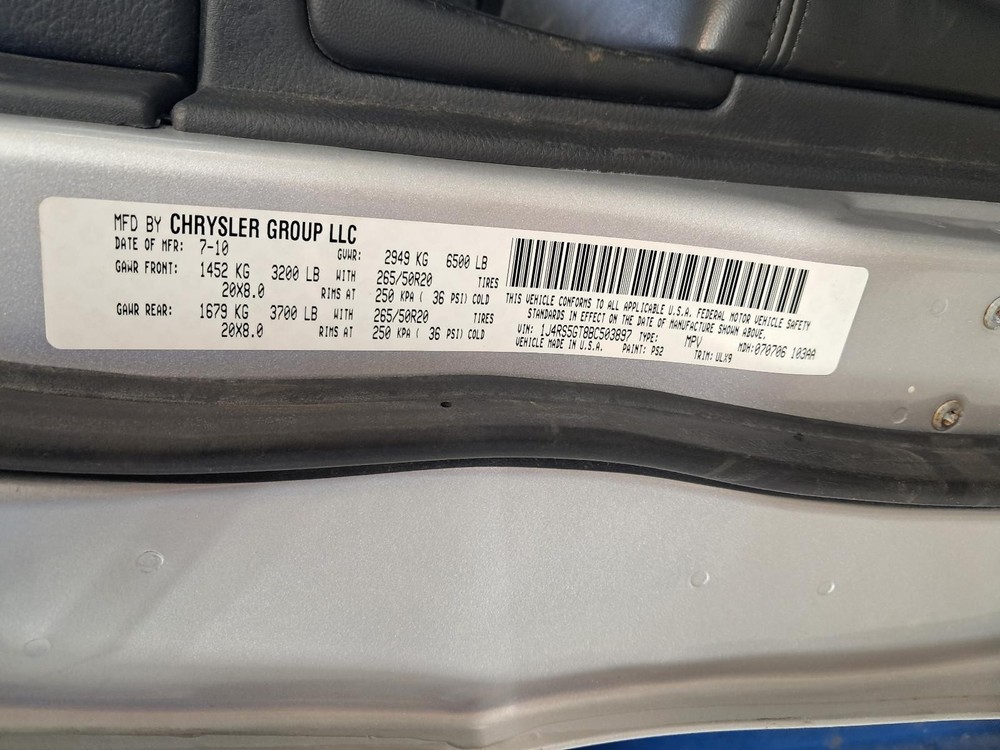 MFD BY CHRYSLER GROUP LLC
DATE OF MFR: 7-10 GVWR: 2949 KG 6500 LB
GAWR FRONT: 1452 KG 3200 LB WITH 265/50R20 TIRES
20X8.0 RIMS AT 250 KPA ( 36 PSI) COLD
GAWR REAR: 1679 KG 3700 LB WITH 265/50R20 TIRES
20X8.0 RIMS AT 250 KPA ( 36 PSI) COLD
THIS VEHICLE CONFORMS TO ALL APPLICABLE U.S.A. FEDERAL MOTOR VEHICLE SAFETY
STANDARDS IN EFFECT ON THE DATE OF MANUFACTURE SHOWN ABOVE.
VIN: 1J4RS5GT8BC503897 TYPE: MPV MDH:070706 103AA
VEHICLE MADE IN U.S.A. PAINT: PS2 TRIM: ULX9